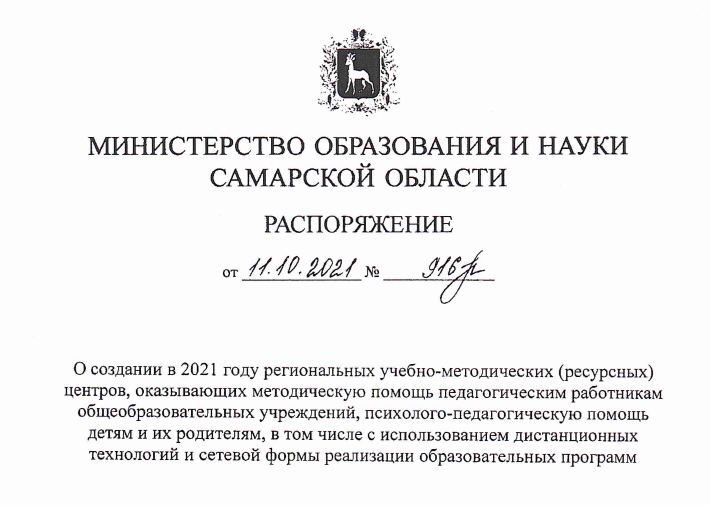 МИНИСТЕРСТВО ОБРАЗОВАНИЯ И НАУКИ
САМАРСКОЙ ОБЛАСТИ
РАСПОРЯЖЕНИЕ
от 11.10.2021 № 916р
О создании в 2021 году региональных учебно-методических (ресурсных)
центров, оказывающих методическую помощь педагогическим работникам
общеобразовательных учреждений, психолого-педагогическую помощь
детям и их родителям, в том числе с использованием дистанционных
технологий и сетевой формы реализации образовательных программ